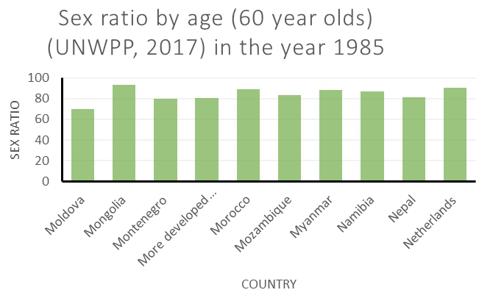 Sex ratio by age (60 year olds)
(UNWPP, 2017) in the year 1985
100
80
60
40
20
0
SEX RATIO
Moldova
Mongolia
Montenegro
More developed...
Morocco
Mozambique
Myanmar
Namibia
Nepal
Netherlands
COUNTRY